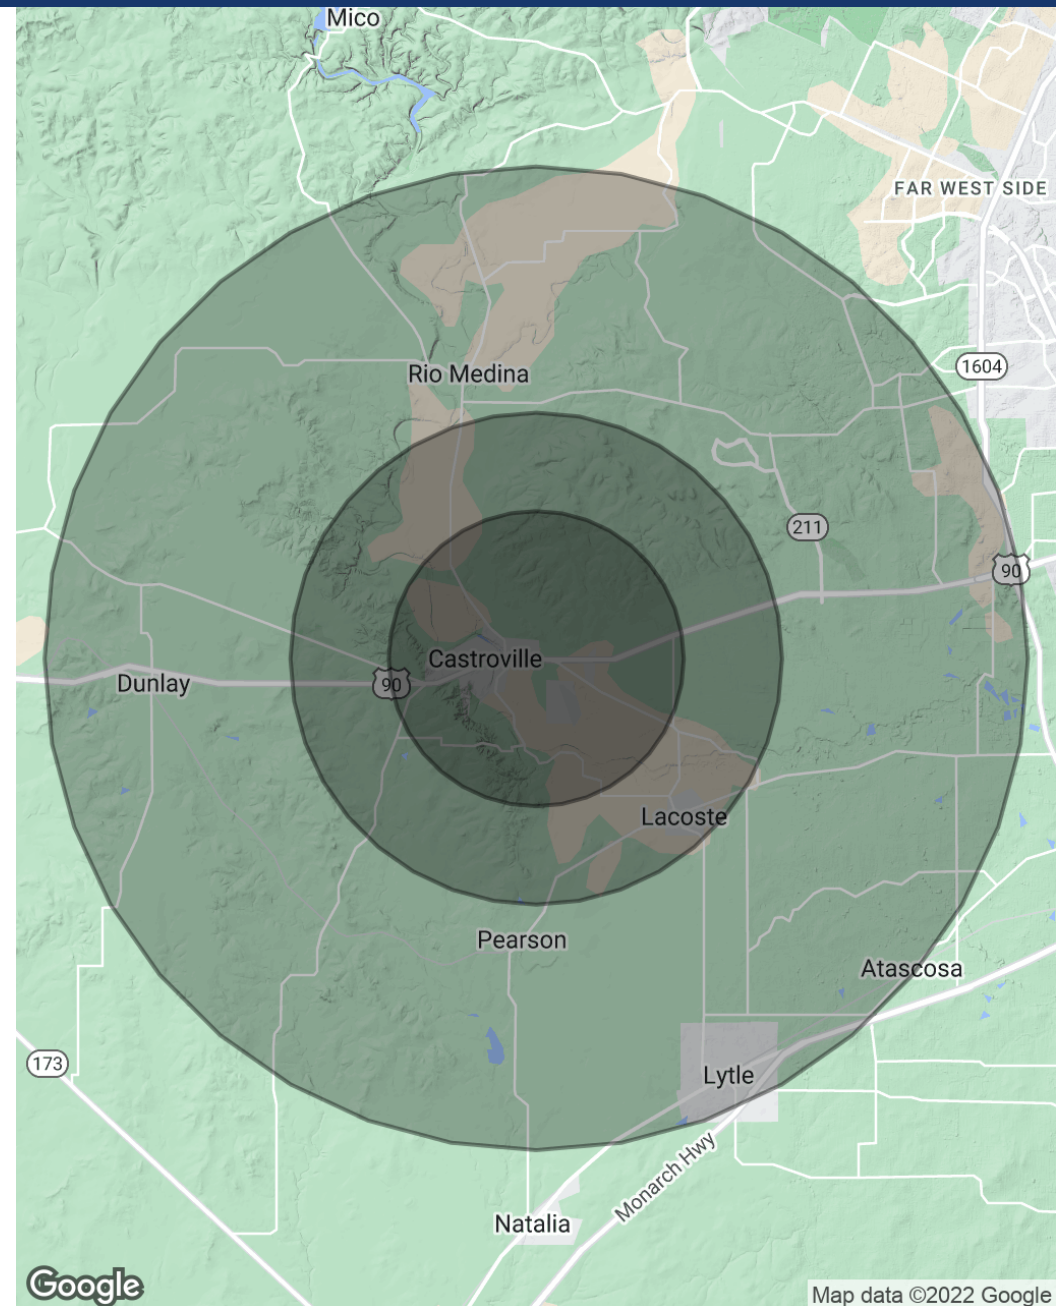 Mico
FAR WEST SIDE
1604
Rio Medina
211
90
Castroville
90
Dunlay
Lacoste
Pearson
Atascosa
173
Lytle
Monarch Hwy
Natalia
Google
Map data ©2022 Google